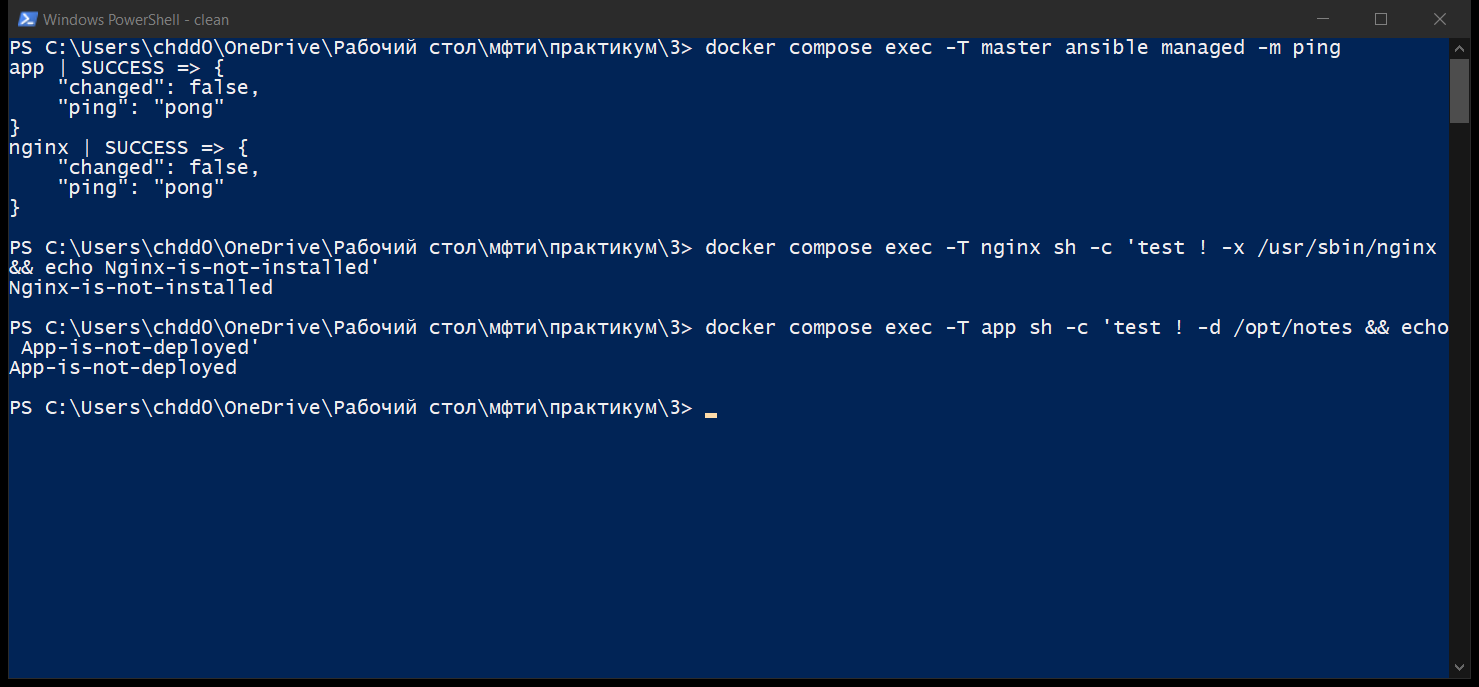 Windows PowerShell - clean
PS C:\Users\chdd0\OneDrive\Рабочий стол\мфти\практикум\3> docker compose exec -T master ansible managed -m ping
app | SUCCESS => {
    "changed": false,
    "ping": "pong"
}
nginx | SUCCESS => {
    "changed": false,
    "ping": "pong"
}
PS C:\Users\chdd0\OneDrive\Рабочий стол\мфти\практикум\3> docker compose exec -T nginx sh -c 'test ! -x /usr/sbin/nginx
&& echo Nginx-is-not-installed'
Nginx-is-not-installed
PS C:\Users\chdd0\OneDrive\Рабочий стол\мфти\практикум\3> docker compose exec -T app sh -c 'test ! -d /opt/notes && echo
 App-is-not-deployed'
App-is-not-deployed
PS C:\Users\chdd0\OneDrive\Рабочий стол\мфти\практикум\3>